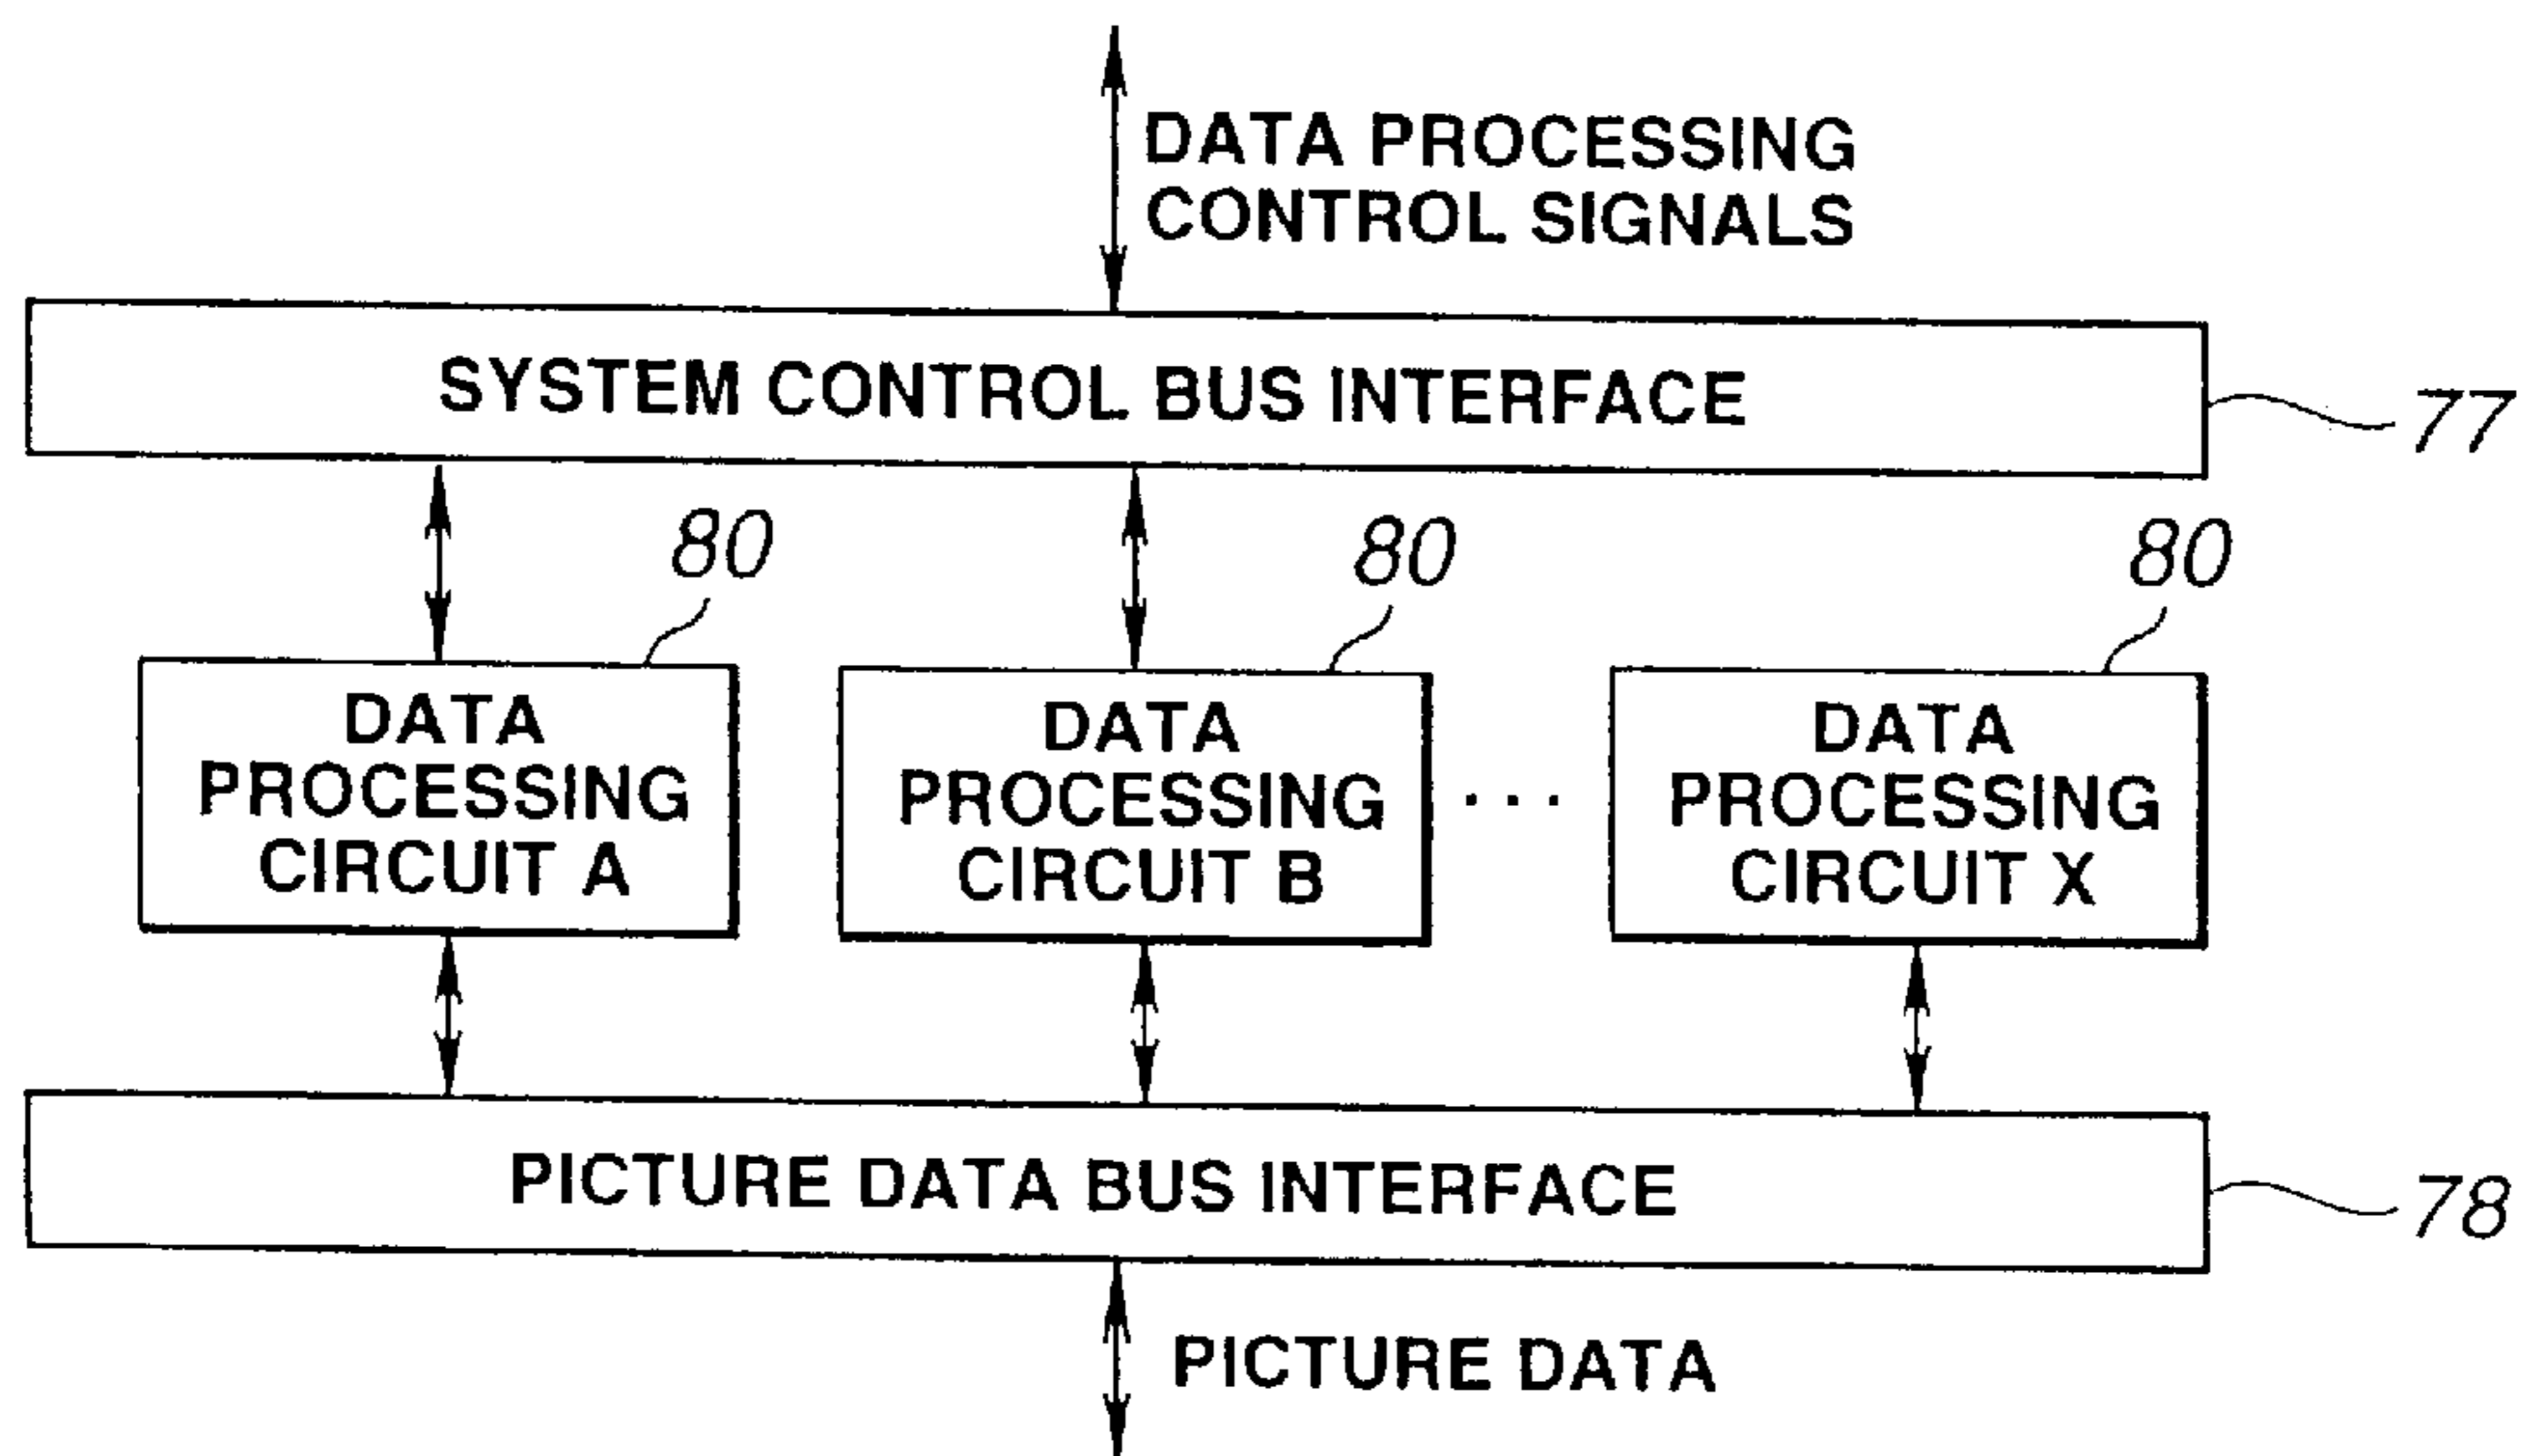 DATA PROCESSING
CONTROL SIGNALS
SYSTEM CONTROL BUS INTERFACE
77
80
80
80
DATA
PROCESSING
CIRCUIT A
DATA
PROCESSING
CIRCUIT B
. . .
DATA
PROCESSING
CIRCUIT X
PICTURE DATA BUS INTERFACE
78
PICTURE DATA